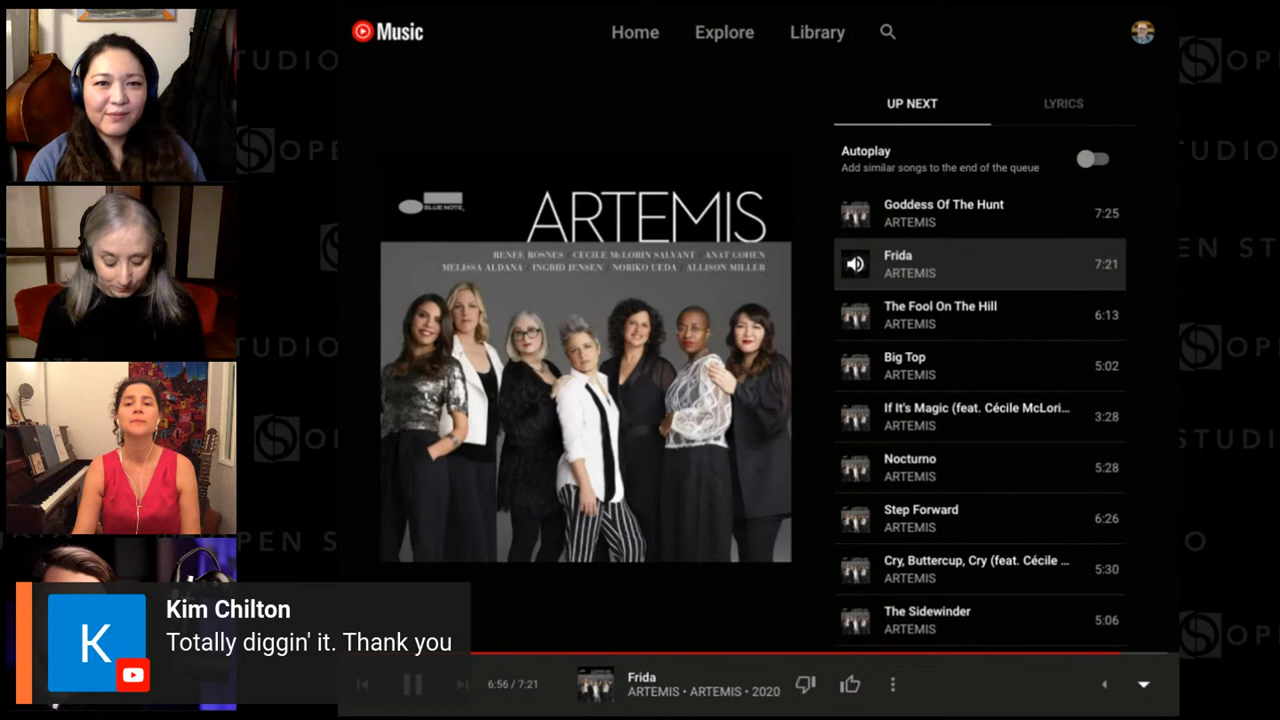 Music
Home
Explore
Library
UP NEXT
LYRICS
Autoplay
Add similar songs to the end of the queue
BLUE NOTE
ARTEMIS
RENEE ROSNES / CECILE McLORIN SALVANT / ANAT COHEN
MELISSA ALDANA / INGRID JENSEN / NORIKO UEDA / ALLISON MILLER
Goddess Of The Hunt
ARTEMIS
7:25
Frida
ARTEMIS
7:21
The Fool On The Hill
ARTEMIS
6:13
Big Top
ARTEMIS
5:02
If It's Magic (feat. Cécile McLori...
ARTEMIS
3:28
Nocturno
ARTEMIS
5:28
Step Forward
ARTEMIS
6:26
Cry, Buttercup, Cry (feat. Cécile ...
ARTEMIS
5:30
The Sidewinder
ARTEMIS
5:06
Kim Chilton
Totally diggin' it. Thank you
K
6:56 / 7:21
Frida
ARTEMIS • ARTEMIS • 2020